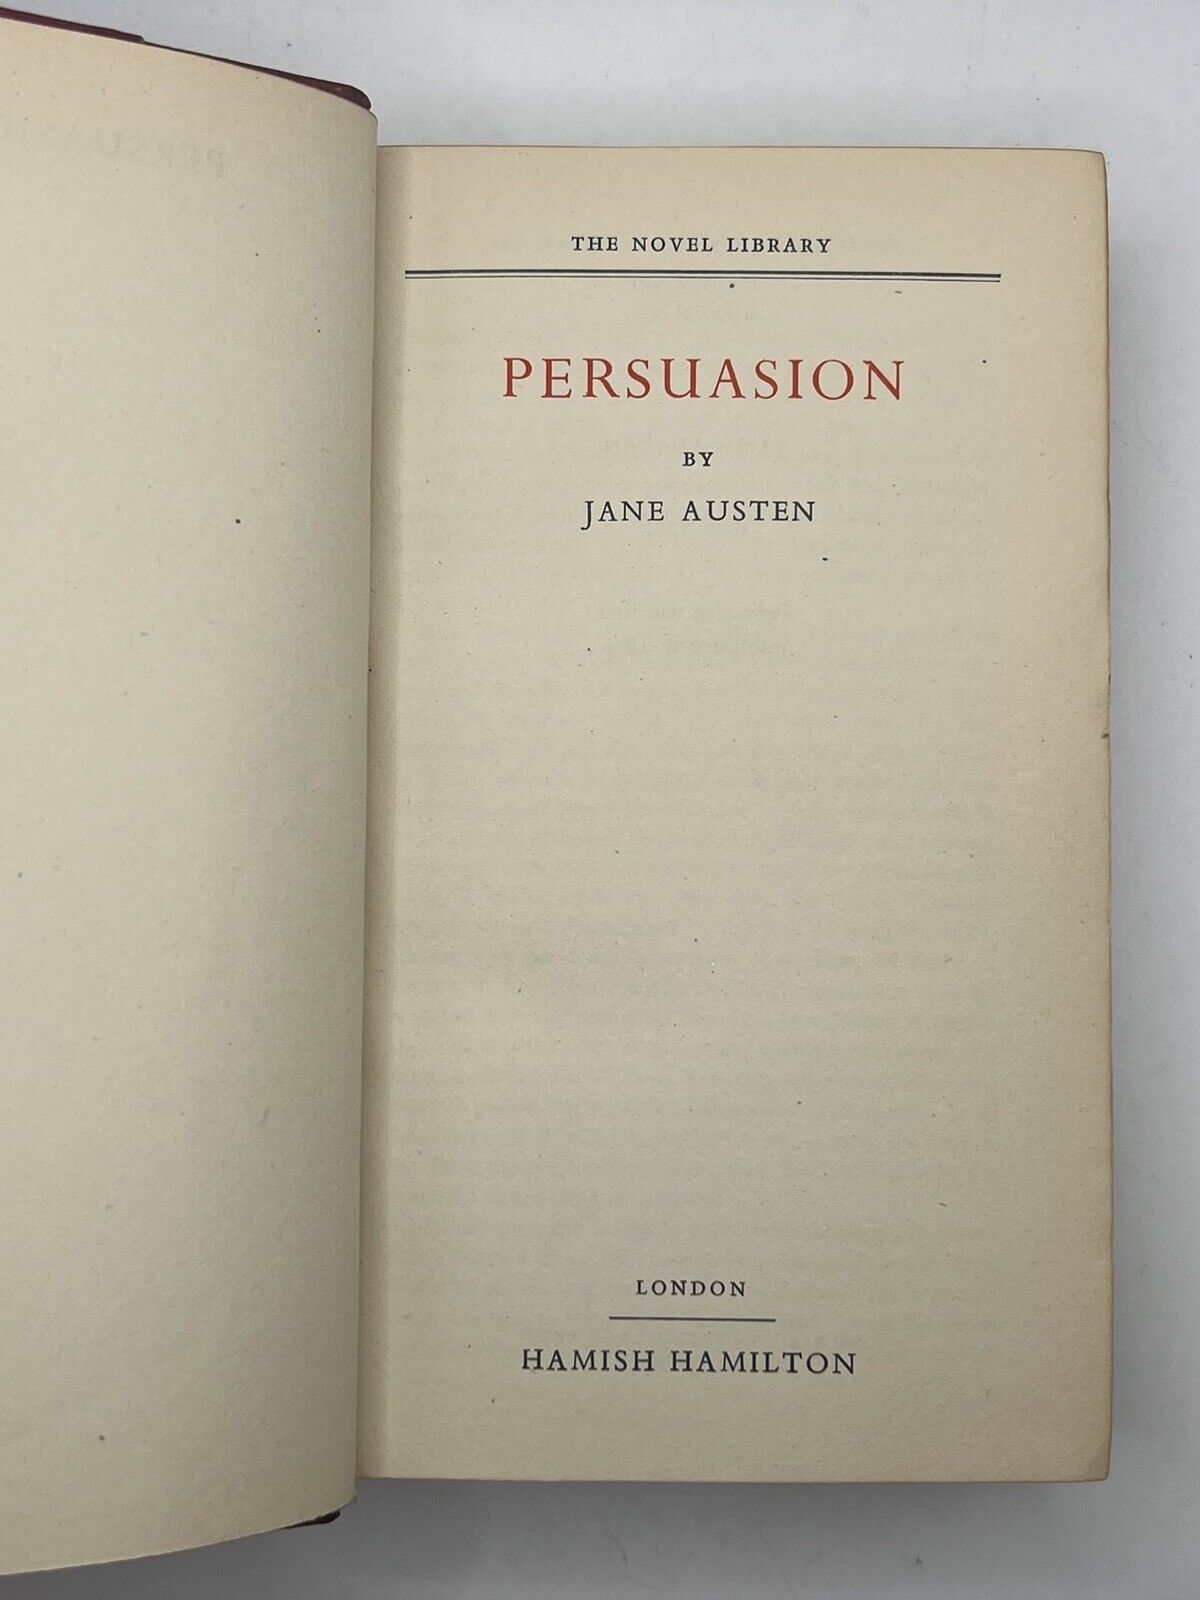 THE NOVEL LIBRARY
PERSUASION
BY
JANE AUSTEN
LONDON
HAMISH HAMILTON